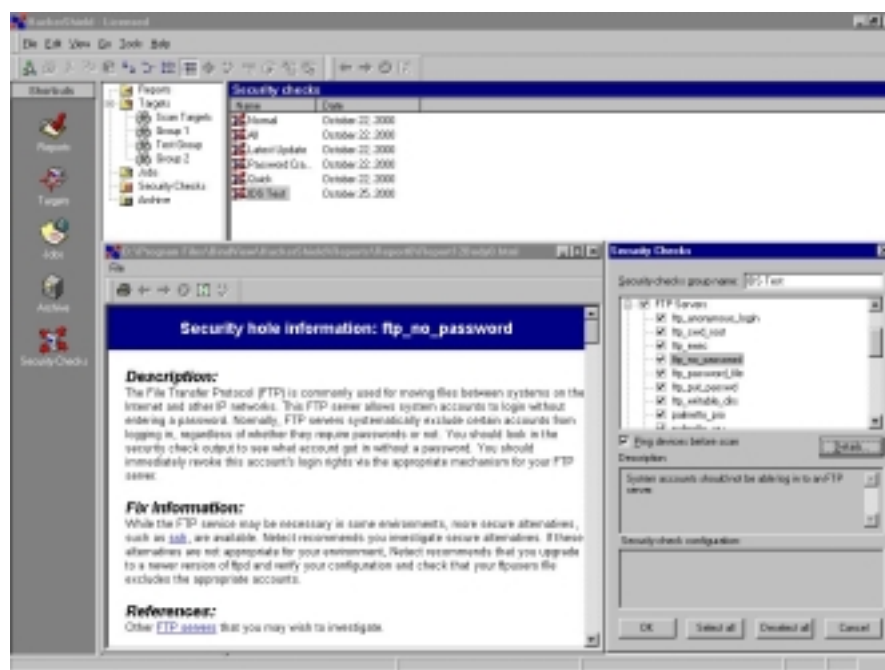 HackerShield - Licensed
File Edit View Go Tools Help
Shortcuts
Reports
Targets
Jobs
Archive
Security Checks
Reports
Targets
Scan Targets
Group 1
Test Group
Group 2
Jobs
Security Checks
Archive
Security checks
Name Date
Normal October 22, 2000
All October 22, 2000
Latest Update October 22, 2000
Password Cra... October 22, 2000
Quick October 22, 2000
IDS Test October 25, 2000
File
Security hole information: ftp_no_password
Description:
The File Transfer Protocol (FTP) is commonly used for moving files between systems on the
Internet and other IP networks. This FTP server allows system accounts to login without
entering a password. Normally, FTP servers systematically exclude certain accounts from
logging in, regardless of whether they require passwords or not. You should look in the
security check output to see what account got in without a password. You should
immediately revoke this account's login rights via the appropriate mechanism for your FTP
server.
Fix Information:
While the FTP service may be necessary in some environments, more secure alternatives,
such as ssh, are available. Netect recommends you investigate secure alternatives. If these
alternatives are not appropriate for your environment, Netect recommends that you upgrade
to a newer version of ftpd and verify your configuration and check that your ftpusers file
excludes the appropriate accounts.
References:
Other FTP servers that you may wish to investigate.
Security Checks
Security checks group name: IDS Test
FTP Servers
ftp_anonymous_login
ftp_cwd_root
ftp_exec
ftp_no_password
ftp_password_file
ftp_put_passwd
ftp_writable_dirs
Ping devices before scan
Details...
Description
System accounts should not be able log in to an FTP
server.
Security check configuration:
OK Select all Deselect all Cancel